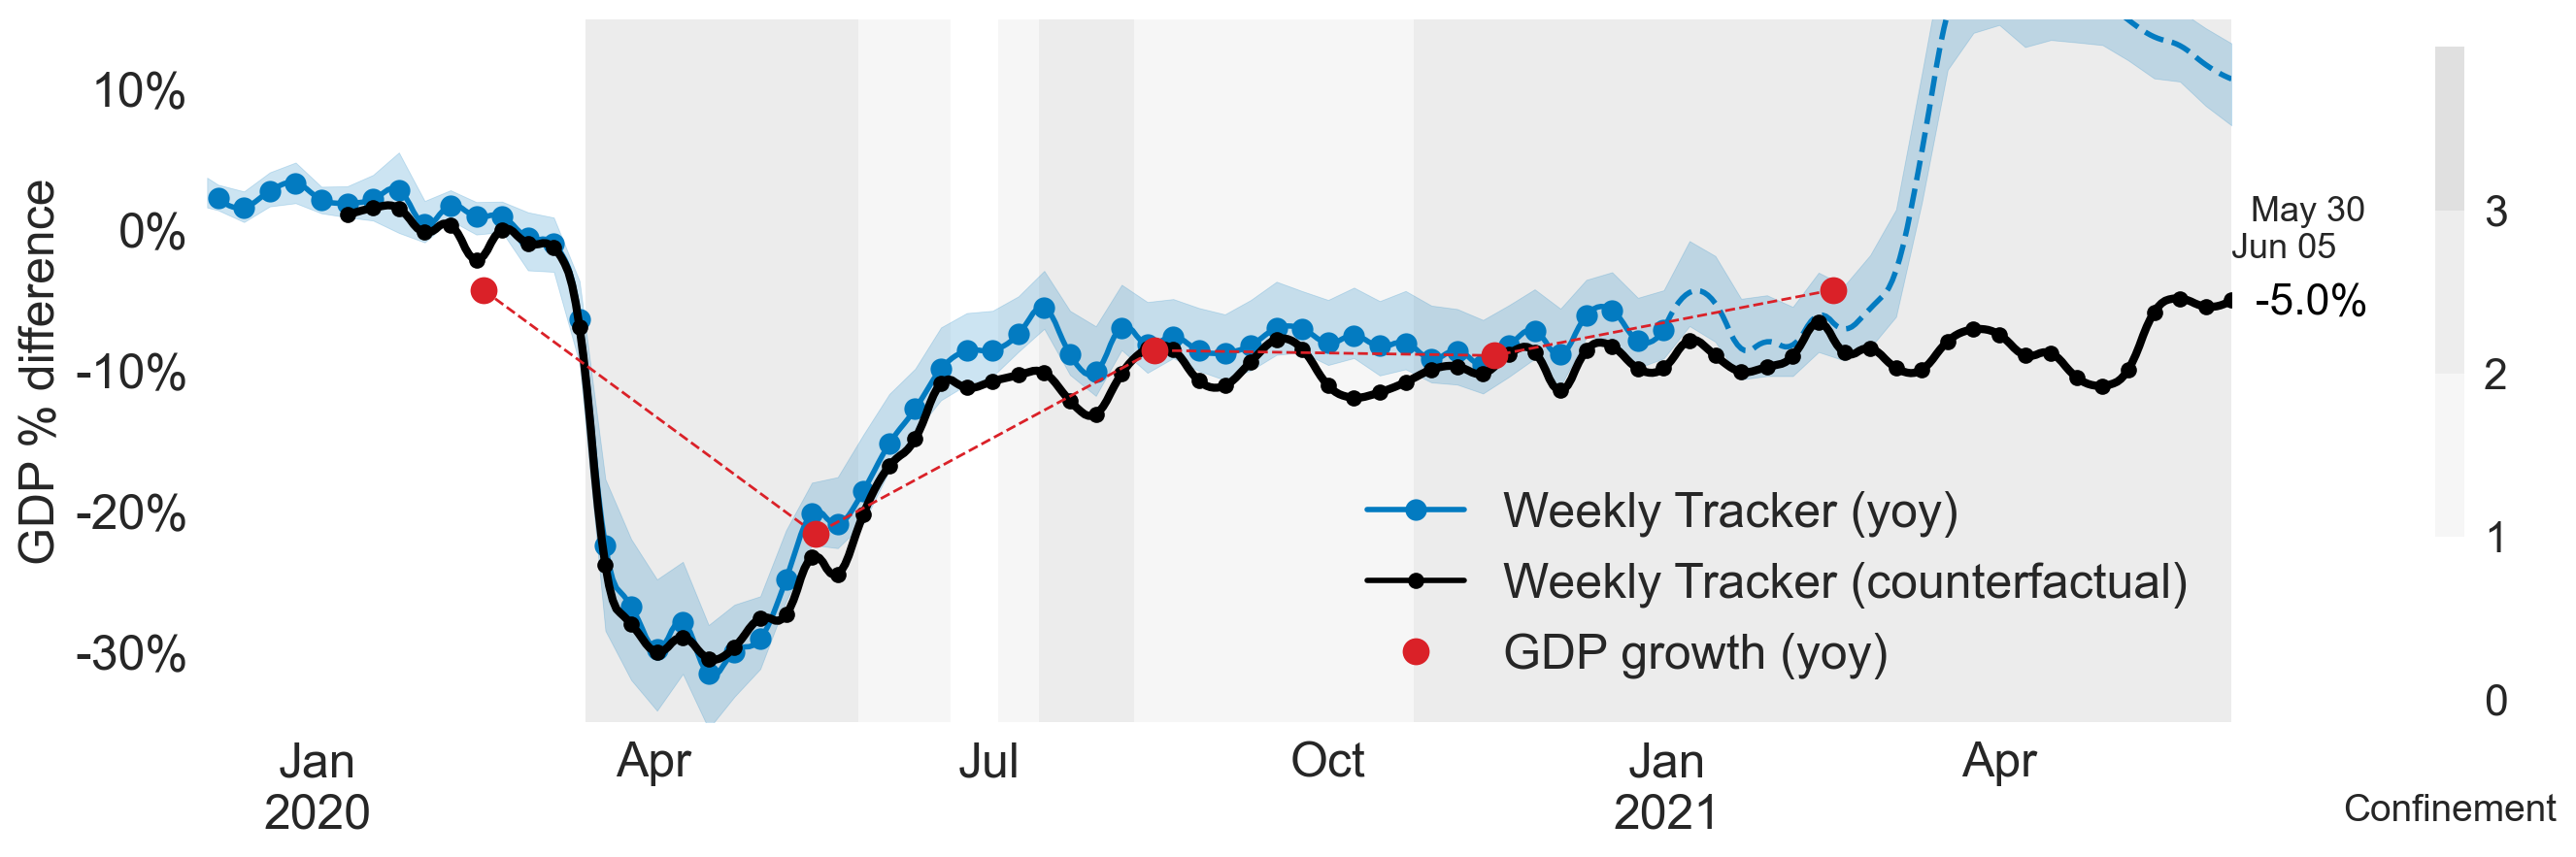 GDP % difference
10%
0%
-10%
-20%
-30%
Jan
2020
Apr
Jul
Oct
Jan
2021
Apr
Weekly Tracker (yoy)
Weekly Tracker (counterfactual)
GDP growth (yoy)
May 30
Jun 05
-5.0%
3
2
1
0
Confinement